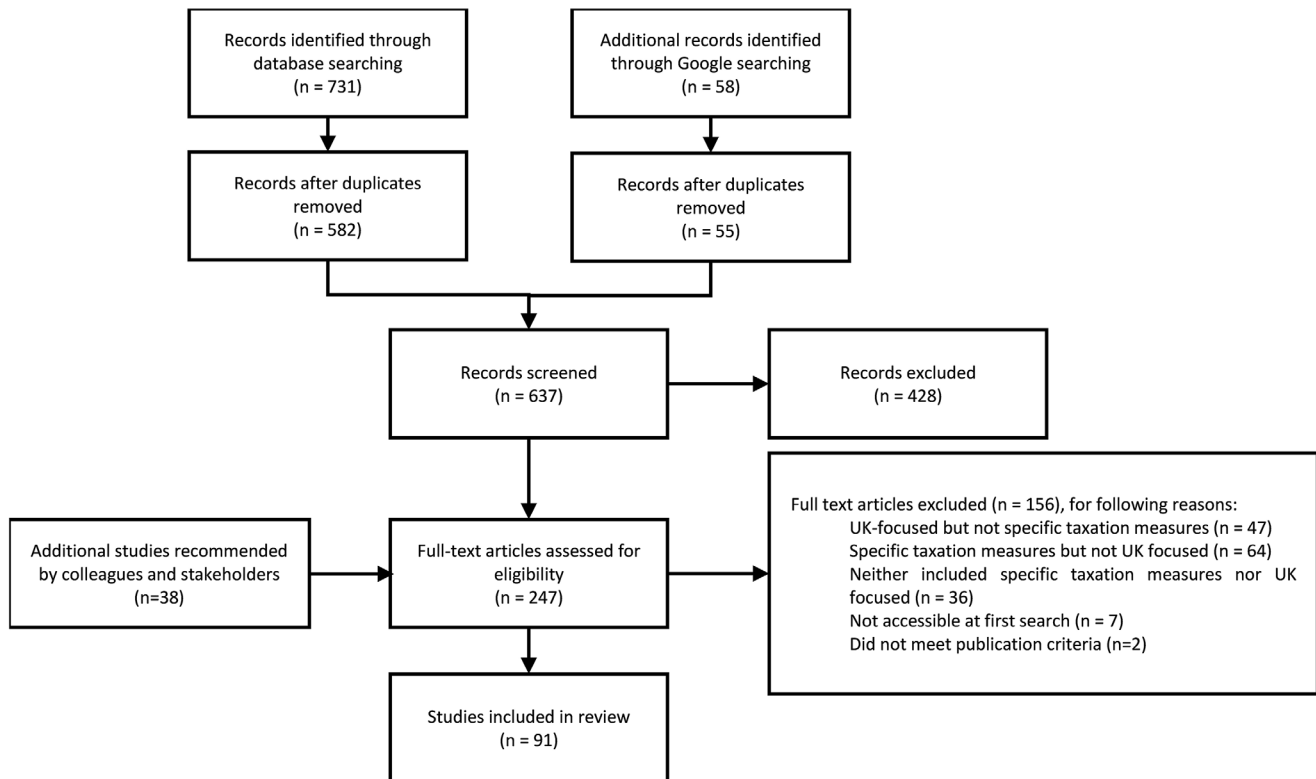 Records identified through
database searching
(n = 731)
Additional records identified
through Google searching
(n = 58)
Records after duplicates
removed
(n = 582)
Records after duplicates
removed
(n = 55)
Records screened
(n = 637)
Records excluded
(n = 428)
Additional studies recommended
by colleagues and stakeholders
(n=38)
Full-text articles assessed for
eligibility
(n = 247)
Full text articles excluded (n = 156), for following reasons:
UK-focused but not specific taxation measures (n = 47)
Specific taxation measures but not UK focused (n = 64)
Neither included specific taxation measures nor UK
focused (n = 36)
Not accessible at first search (n = 7)
Did not meet publication criteria (n=2)
Studies included in review
(n = 91)